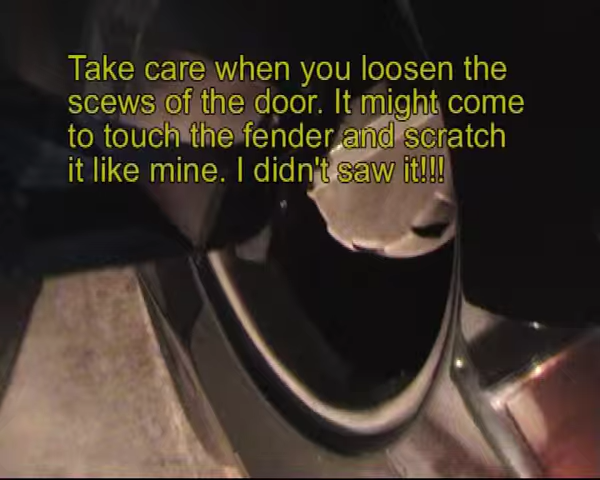 Take care when you loosen the
scews of the door. It might come
to touch the fender and scratch
it like mine. I didn't saw it!!!